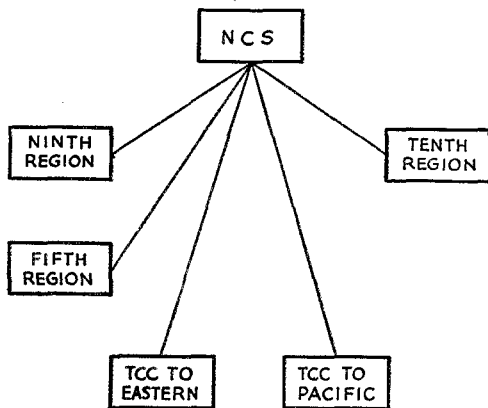 NCS
NINTH
REGION
TENTH
REGION
FIFTH
REGION
TCC TO
EASTERN
TCC TO
PACIFIC